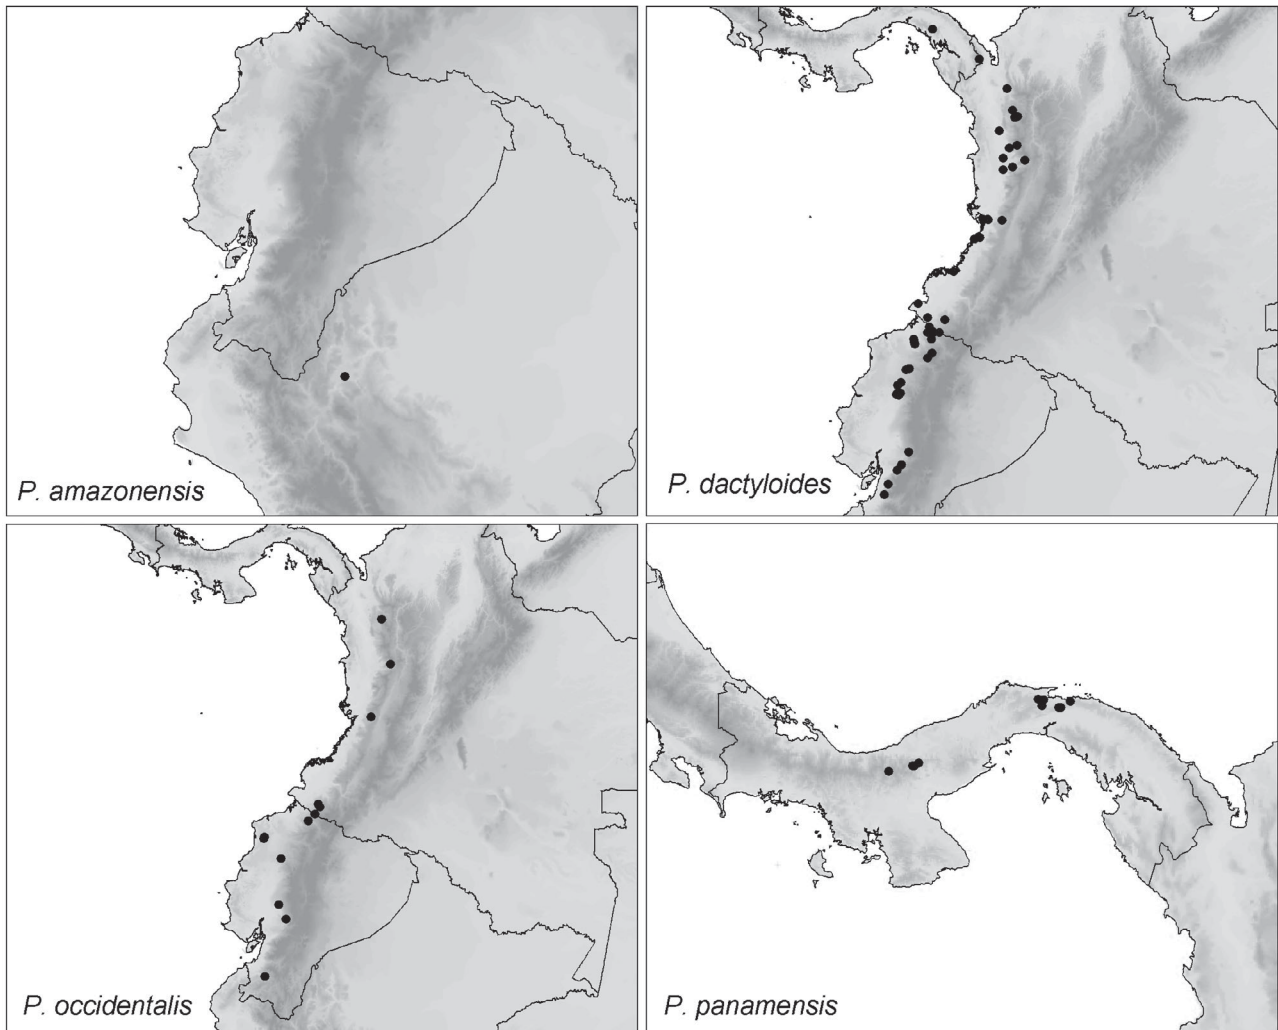 P. amazonensis
P. dactyloides
P. occidentalis
P. panamensis